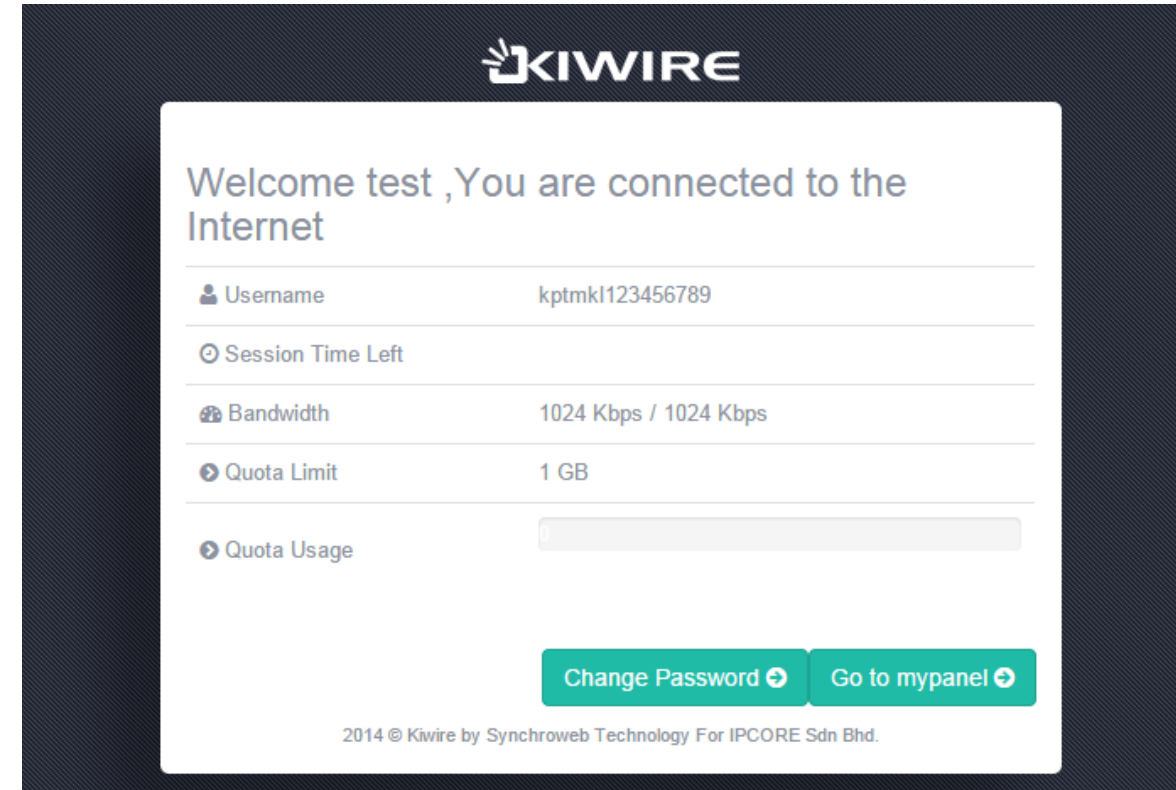 KIWIRE
Welcome test ,You are connected to the
Internet
Username kptmkl123456789
Session Time Left
Bandwidth 1024 Kbps / 1024 Kbps
Quota Limit 1 GB
0
Quota Usage
Change Password Go to mypanel
2014 © Kiwire by Synchroweb Technology For IPCORE Sdn Bhd.